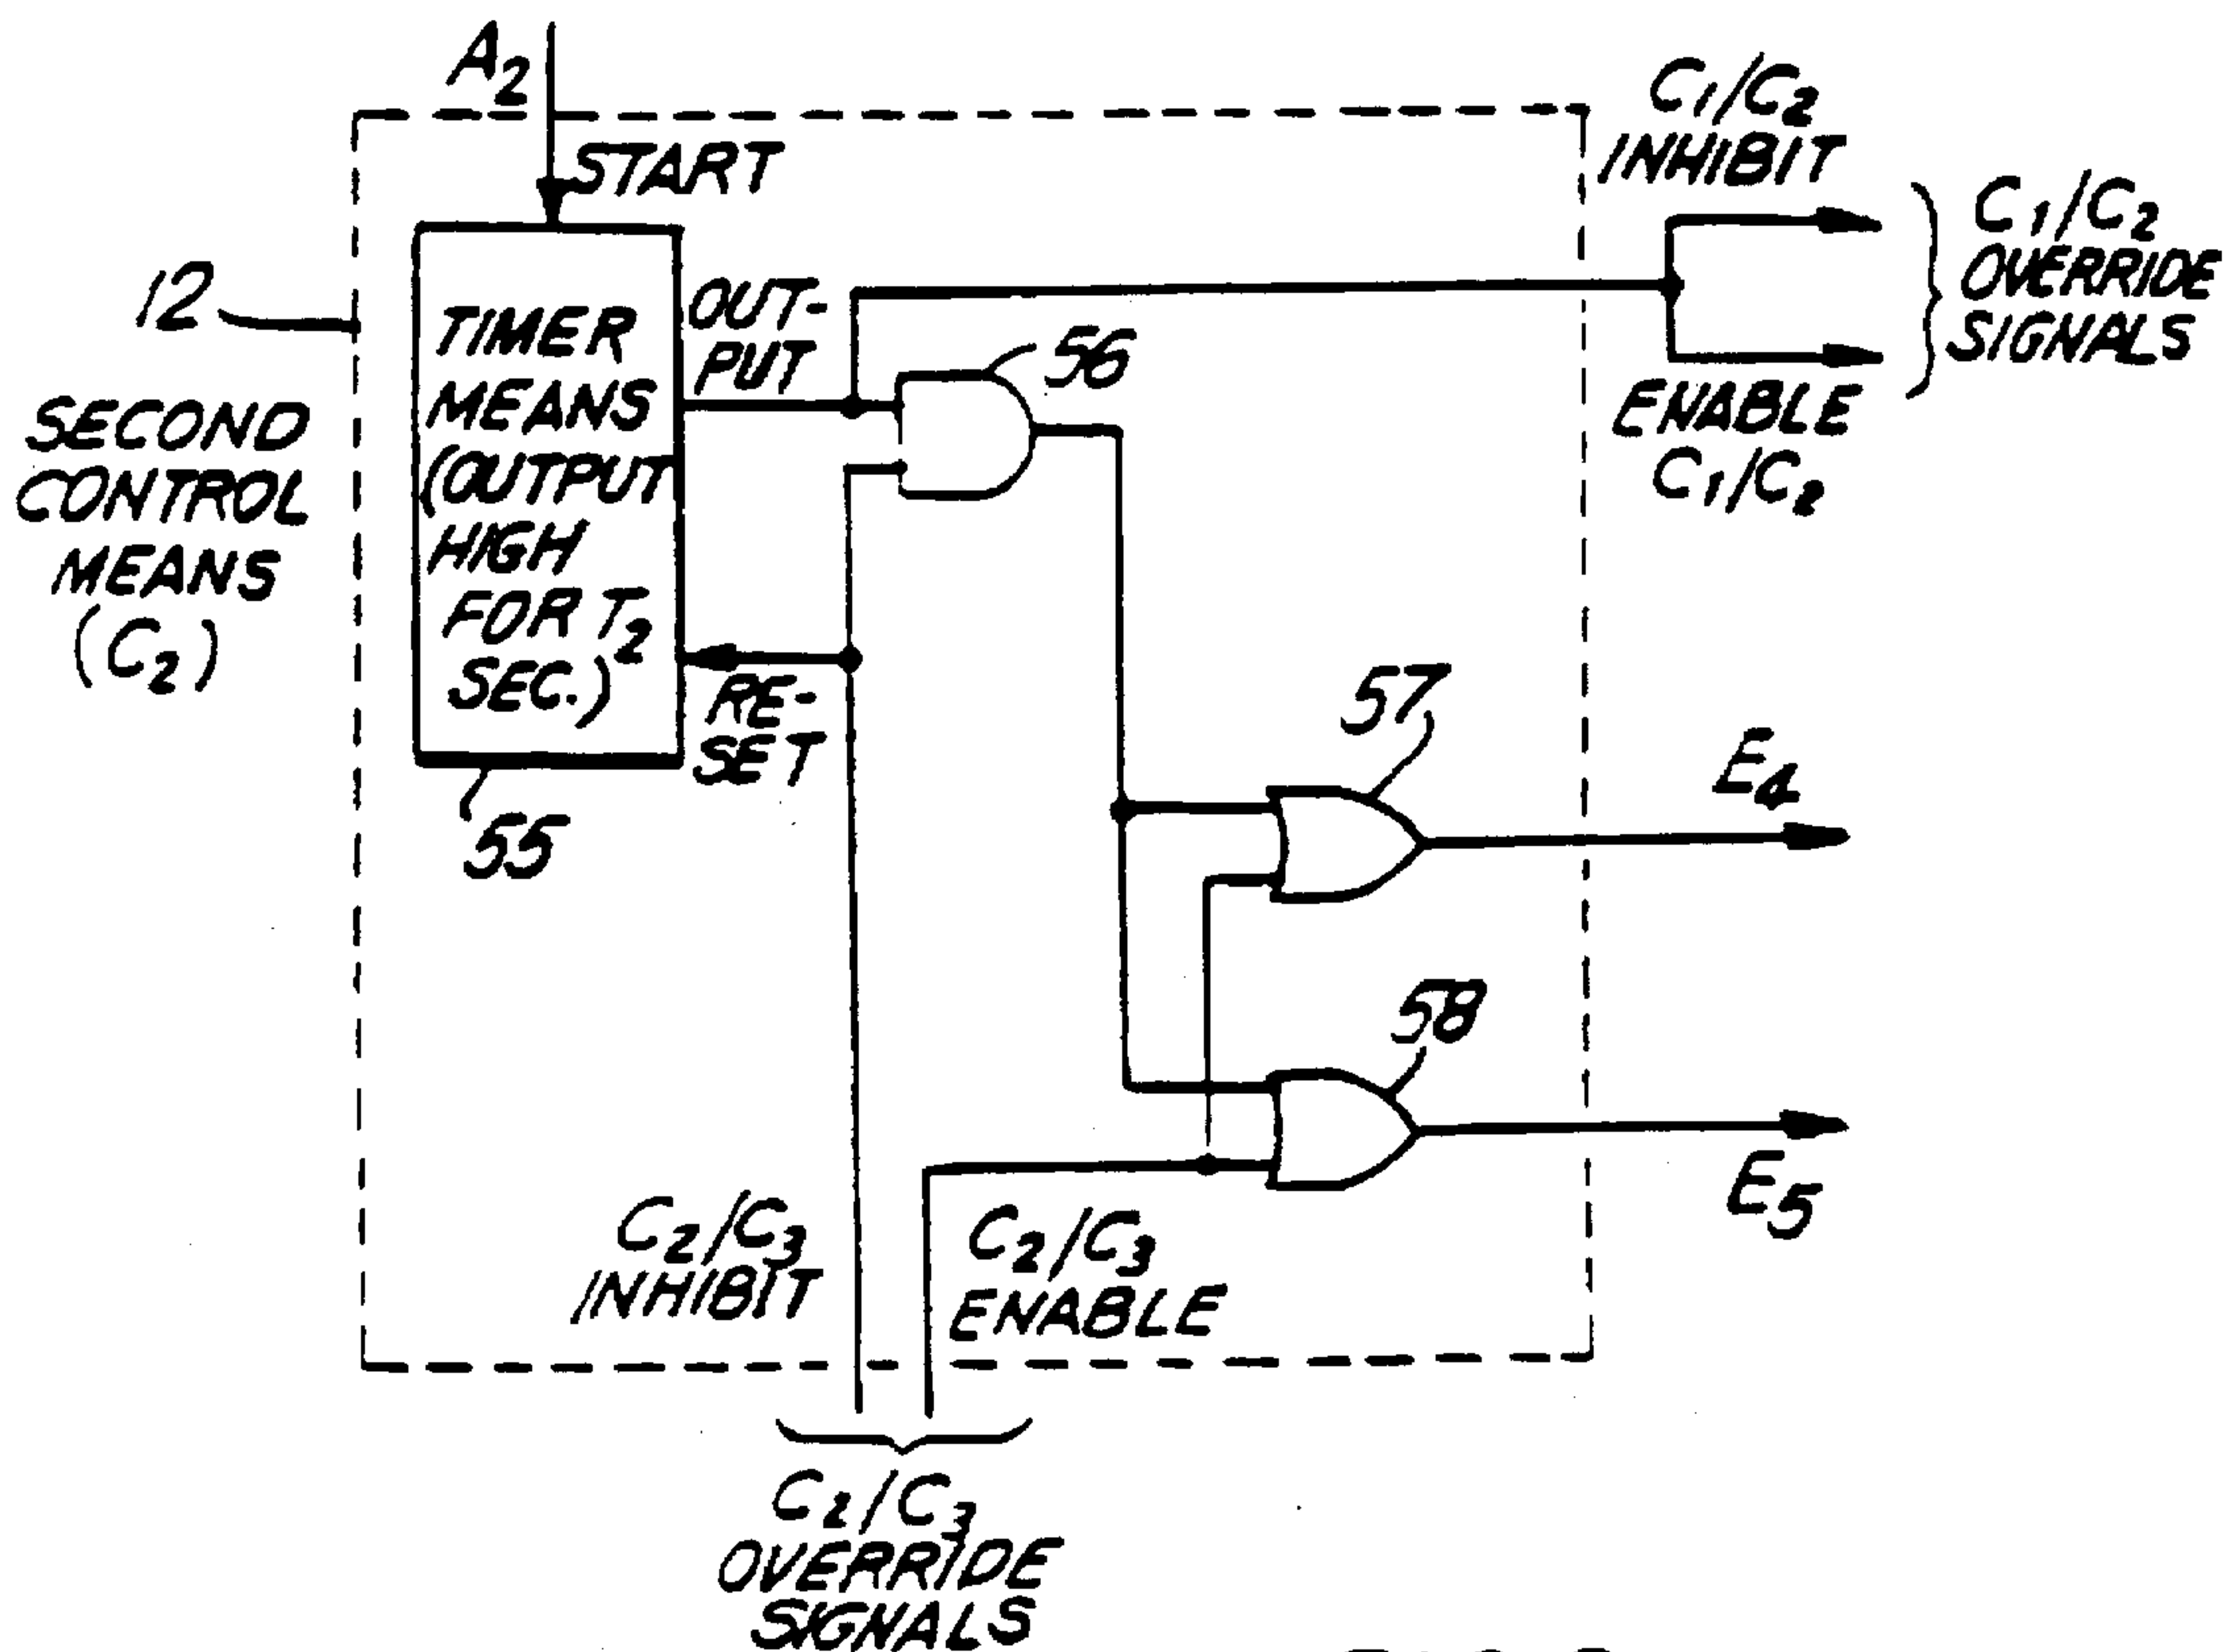 A2
START
12
SECOND
CONTROL
MEANS
(C2)
TIMER
MEANS
(OUTPUT
HIGH
FOR T2
SEC.)
OUT-
PUT
RE-
SET
55
56
57
58
C1/C2
INHIBIT
ENABLE
C1/C2
C1/C2
OVERRIDE
SIGNALS
E4
E5
C2/C3
INHIBIT
C2/C3
ENABLE
C2/C3
OVERRIDE
SIGNALS